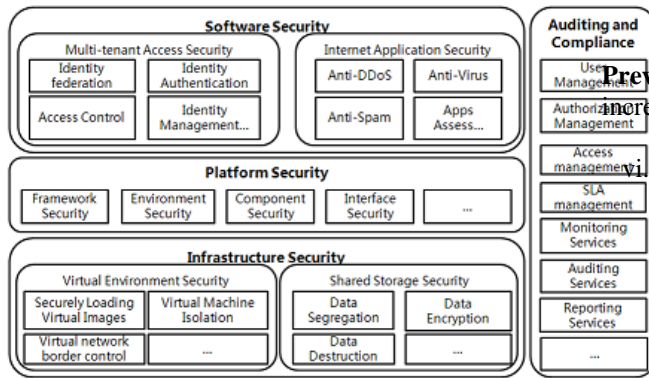 Software Security
Multi-tenant Access Security
Identity
federation
Identity
Authentication
Access Control
Identity
Management...
Internet Application Security
Anti-DDoS
Anti-Virus
Anti-Spam
Apps
Assess...
Platform Security
Framework
Security
Environment
Security
Component
Security
Interface
Security
...
Infrastructure Security
Virtual Environment Security
Securely Loading
Virtual Images
Virtual Machine
Isolation
Virtual network
border control
...
Shared Storage Security
Data
Segregation
Data
Encryption
Data
Destruction
...
Auditing and
Compliance
User
Management
Authorization
Management
Access
management
SLA
management
Monitoring
Services
Auditing
Services
Reporting
Services
...
Prev
incre
vi.